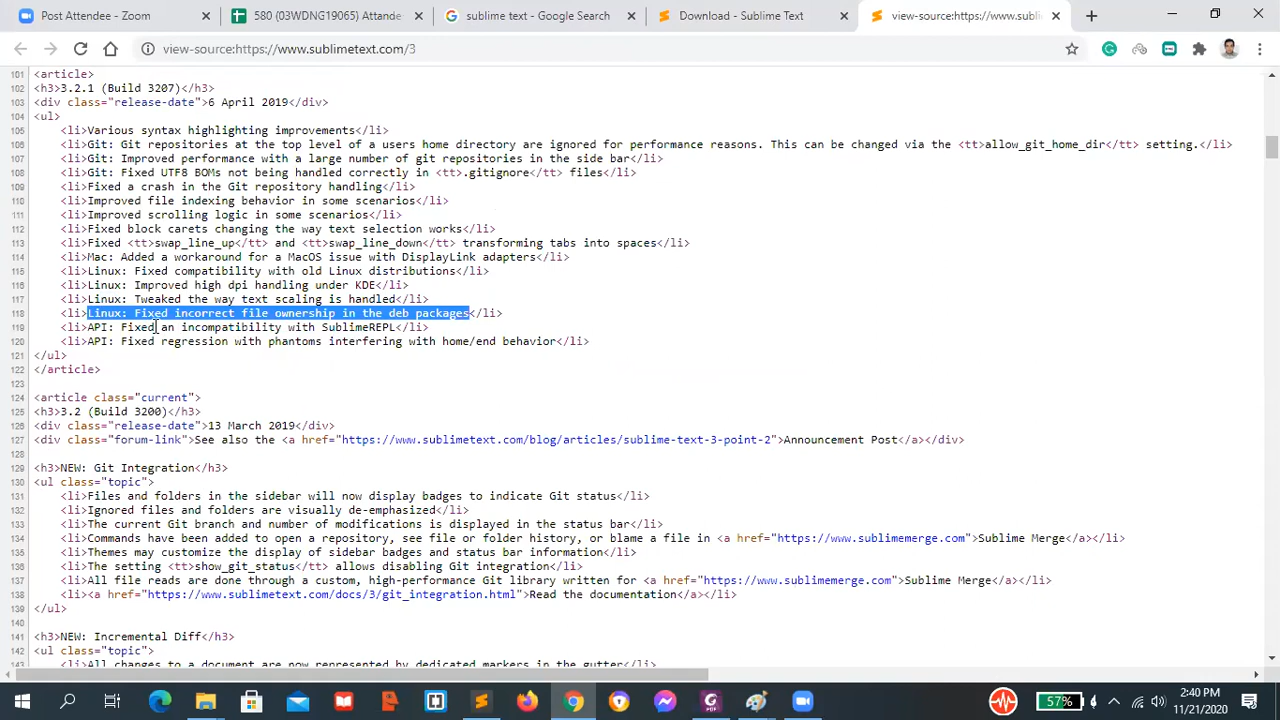 Post Attendee - Zoom
580 (03WDNG19065) Attendan
sublime text - Google Search
Download - Sublime Text
view-source:https://www.subli
view-source:https://www.sublimetext.com/3
101 <article>
102 <h3>3.2.1 (Build 3207)</h3>
103 <div class="release-date">6 April 2019</div>
104 <ul>
105 <li>Various syntax highlighting improvements</li>
106 <li>Git: Git repositories at the top level of a users home directory are ignored for performance reasons. This can be changed via the <tt>allow_git_home_dir</tt> setting.</li>
107 <li>Git: Improved performance with a large number of git repositories in the side bar</li>
108 <li>Git: Fixed UTF8 BOMs not being handled correctly in <tt>.gitignore</tt> files</li>
109 <li>Fixed a crash in the Git repository handling</li>
110 <li>Improved file indexing behavior in some scenarios</li>
111 <li>Improved scrolling logic in some scenarios</li>
112 <li>Fixed block carets changing the way text selection works</li>
113 <li>Fixed <tt>swap_line_up</tt> and <tt>swap_line_down</tt> transforming tabs into spaces</li>
114 <li>Mac: Added a workaround for a MacOS issue with DisplayLink adapters</li>
115 <li>Linux: Fixed compatibility with old Linux distributions</li>
116 <li>Linux: Improved high dpi handling under KDE</li>
117 <li>Linux: Tweaked the way text scaling is handled</li>
118 <li>Linux: Fixed incorrect file ownership in the deb packages</li>
119 <li>API: Fixed an incompatibility with SublimeREPL</li>
120 <li>API: Fixed regression with phantoms interfering with home/end behavior</li>
121 </ul>
122 </article>
123
124 <article class="current">
125 <h3>3.2 (Build 3200)</h3>
126 <div class="release-date">13 March 2019</div>
127 <div class="forum-link">See also the <a href="https://www.sublimetext.com/blog/articles/sublime-text-3-point-2">Announcement Post</a></div>
128
129 <h3>NEW: Git Integration</h3>
130 <ul class="topic">
131 <li>Files and folders in the sidebar will now display badges to indicate Git status</li>
132 <li>Ignored files and folders are visually de-emphasized</li>
133 <li>The current Git branch and number of modifications is displayed in the status bar</li>
134 <li>Commands have been added to open a repository, see file or folder history, or blame a file in <a href="https://www.sublimemerge.com">Sublime Merge</a></li>
135 <li>Themes may customize the display of sidebar badges and status bar information</li>
136 <li>The setting <tt>show_git_status</tt> allows disabling Git integration</li>
137 <li>All file reads are done through a custom, high-performance Git library written for <a href="https://www.sublimemerge.com">Sublime Merge</a></li>
138 <li><a href="https://www.sublimetext.com/docs/3/git_integration.html">Read the documentation</a></li>
139 </ul>
140
141 <h3>NEW: Incremental Diff</h3>
142 <ul class="topic">
143 <li>All changes to a document are now represented by dedicated markers in the gutter</li>
57%
2:40 PM
11/21/2020